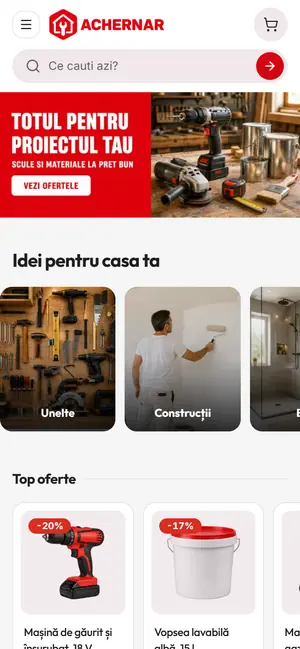 ACHERNAR
Ce cauti azi?
TOTUL PENTRU
PROIECTUL TAU
SCULE SI MATERIALE LA PRET BUN
VEZI OFERTELE
Idei pentru casa ta
Unelte
Construcții
Top oferte
-20%
-17%
Mașină de găurit și
înșurubat, 18 V
Vopsea lavabilă
albă, 15 L